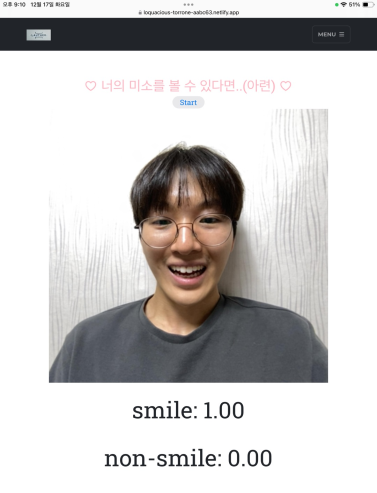 오후 9:10 12월 17일 화요일
51%
loquacious-torrone-aabc63.netlify.app
MENU
♡ 너의 미소를 볼 수 있다면..(아련) ♡
Start
smile: 1.00
non-smile: 0.00